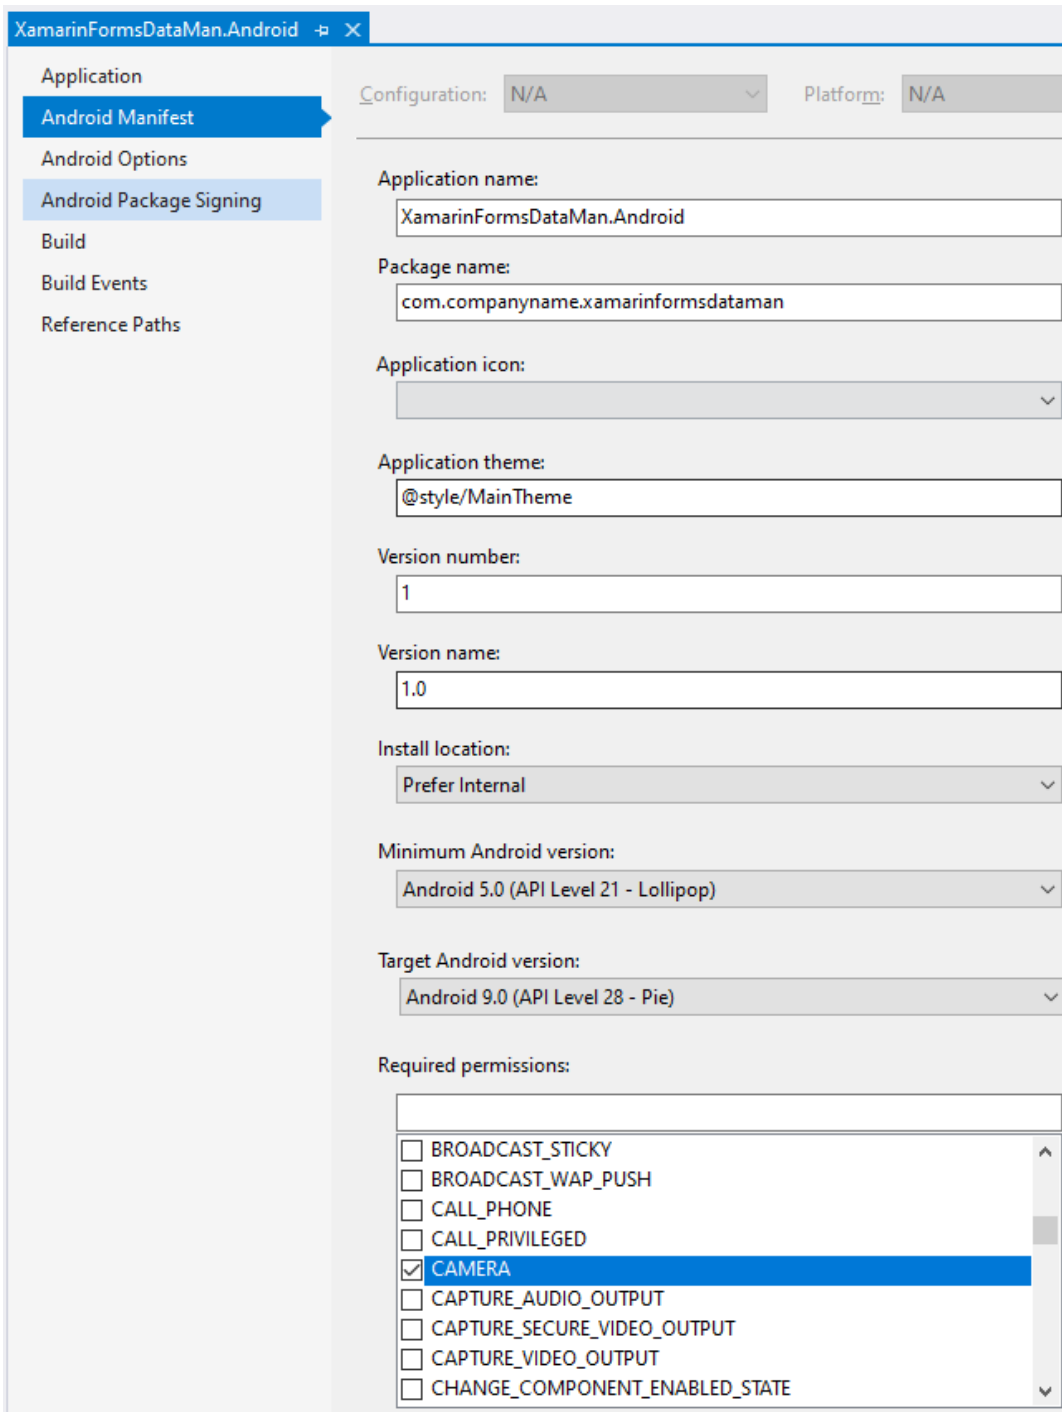 XamarinFormsDataMan.Android
Application
Android Manifest
Android Options
Android Package Signing
Build
Build Events
Reference Paths
Configuration: N/A Platform: N/A
Application name:
XamarinFormsDataMan.Android
Package name:
com.companyname.xamarinformsdataman
Application icon:
Application theme:
@style/MainTheme
Version number:
1
Version name:
1.0
Install location:
Prefer Internal
Minimum Android version:
Android 5.0 (API Level 21 - Lollipop)
Target Android version:
Android 9.0 (API Level 28 - Pie)
Required permissions:
BROADCAST_STICKY
BROADCAST_WAP_PUSH
CALL_PHONE
CALL_PRIVILEGED
CAMERA
CAPTURE_AUDIO_OUTPUT
CAPTURE_SECURE_VIDEO_OUTPUT
CAPTURE_VIDEO_OUTPUT
CHANGE_COMPONENT_ENABLED_STATE